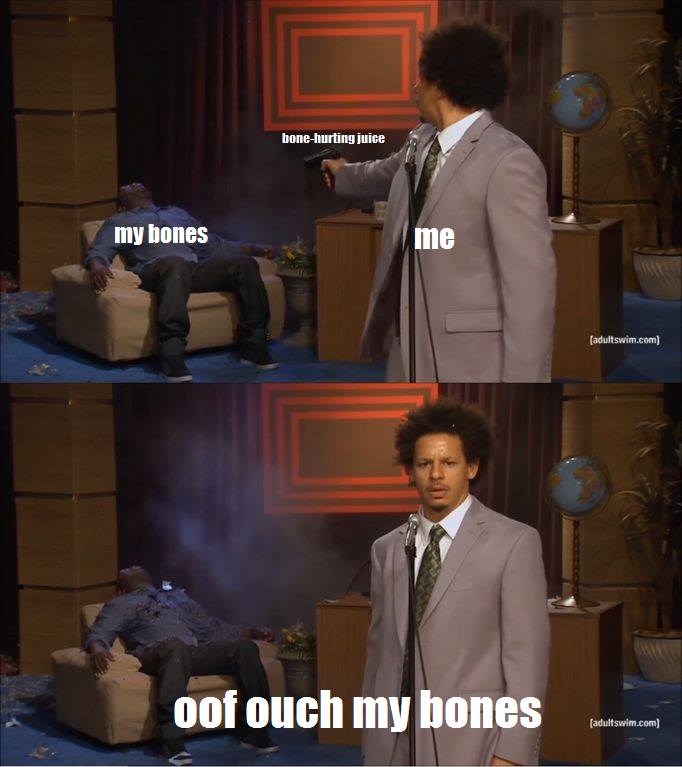 bone-hurting juice
my bones
me
[adultswim.com]
oof ouch my bones
[adultswim.com]